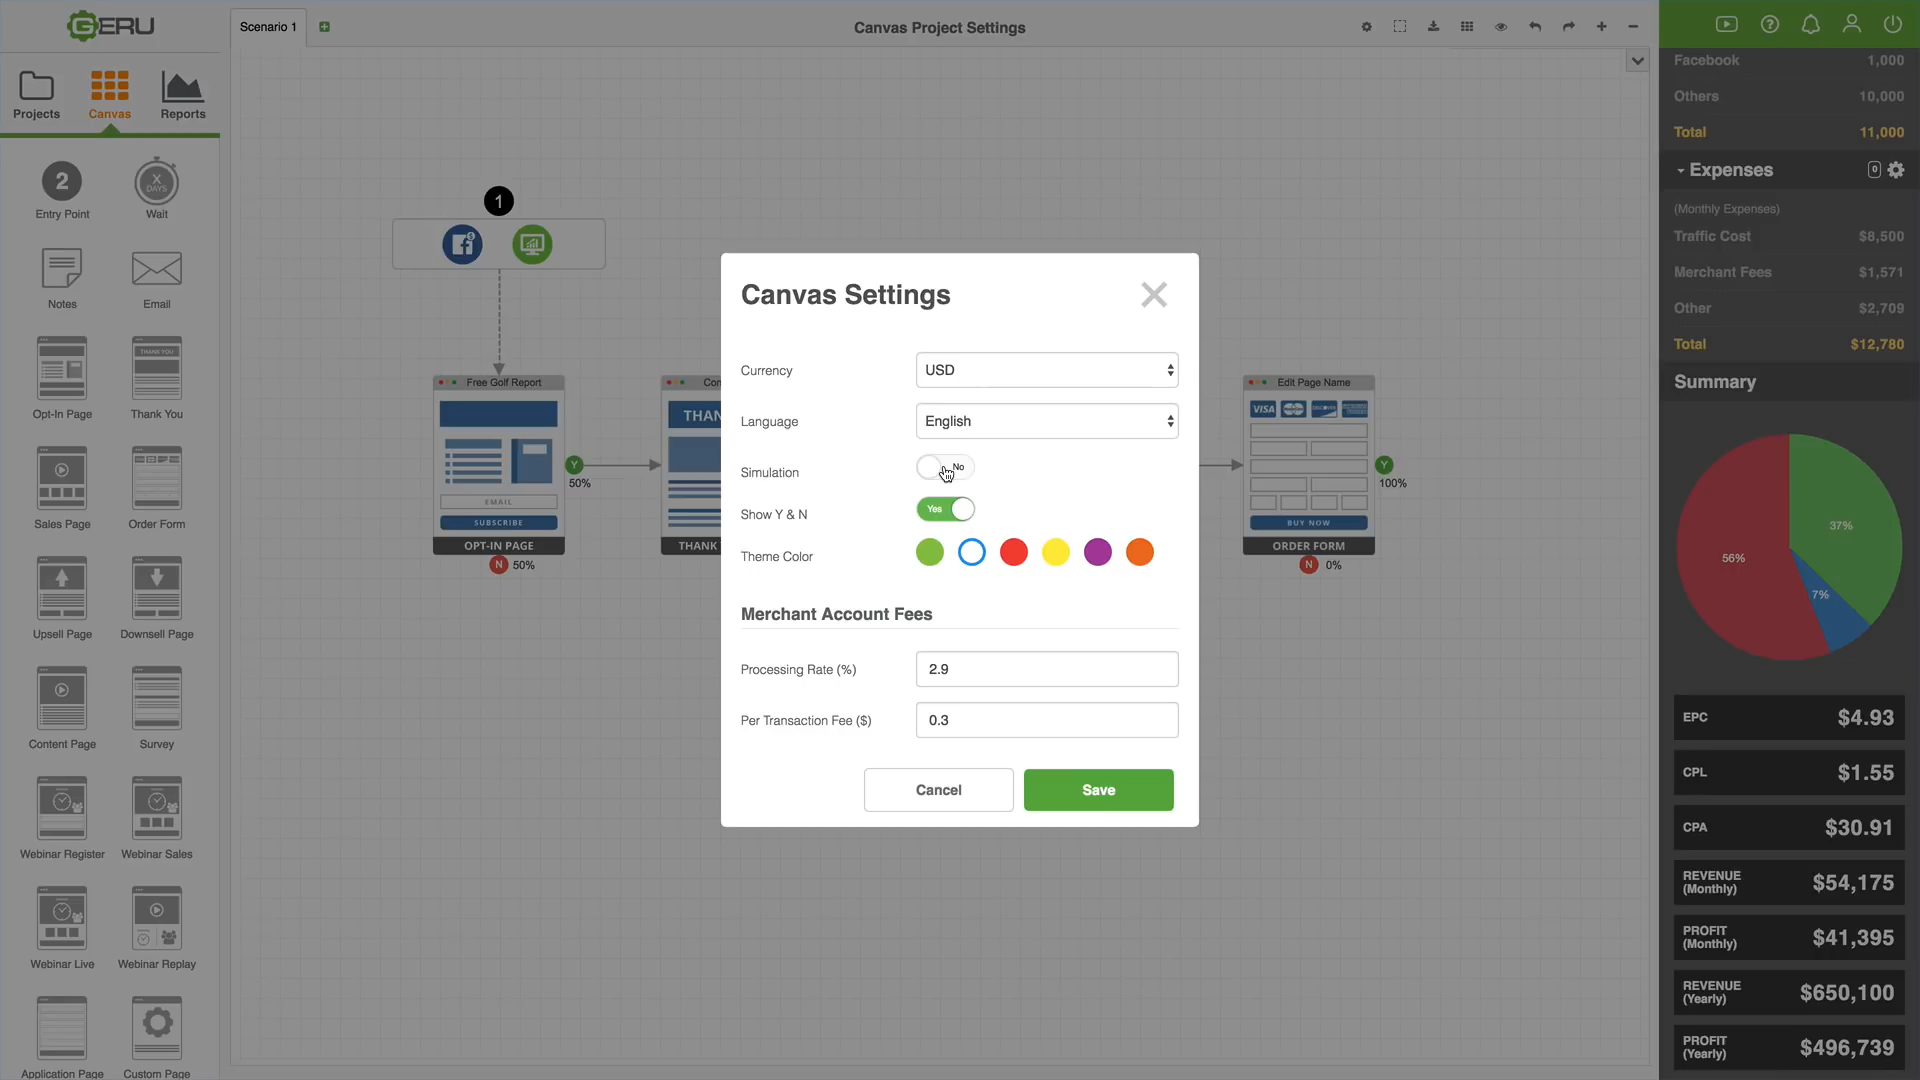 GERU
Scenario 1
Canvas Project Settings
Projects
Canvas
Reports
2
Entry Point
X
DAYS
Wait
Notes
Email
Opt-In Page
THANK YOU
Thank You
Sales Page
Order Form
Upsell Page
Downsell Page
Content Page
Survey
Webinar Register
Webinar Sales
Webinar Live
Webinar Replay
Application Page
Custom Page
1
Free Golf Report
EMAIL
SUBSCRIBE
OPT-IN PAGE
Y
50%
N
50%
Con
THAN
THANK
Edit Page Name
VISA
DISCOVER
BUY NOW
ORDER FORM
Y
100%
N
0%
Canvas Settings
Currency
USD
Language
English
Simulation
No
Show Y & N
Yes
Theme Color
Merchant Account Fees
Processing Rate (%)
2.9
Per Transaction Fee ($)
0.3
Cancel
Save
Facebook 1,000
Others 10,000
Total 11,000
Expenses
0
(Monthly Expenses)
Traffic Cost $8,500
Merchant Fees $1,571
Other $2,709
Total $12,780
Summary
37%
56%
7%
EPC $4.93
CPL $1.55
CPA $30.91
REVENUE
(Monthly)
$54,175
PROFIT
(Monthly)
$41,395
REVENUE
(Yearly)
$650,100
PROFIT
(Yearly)
$496,739